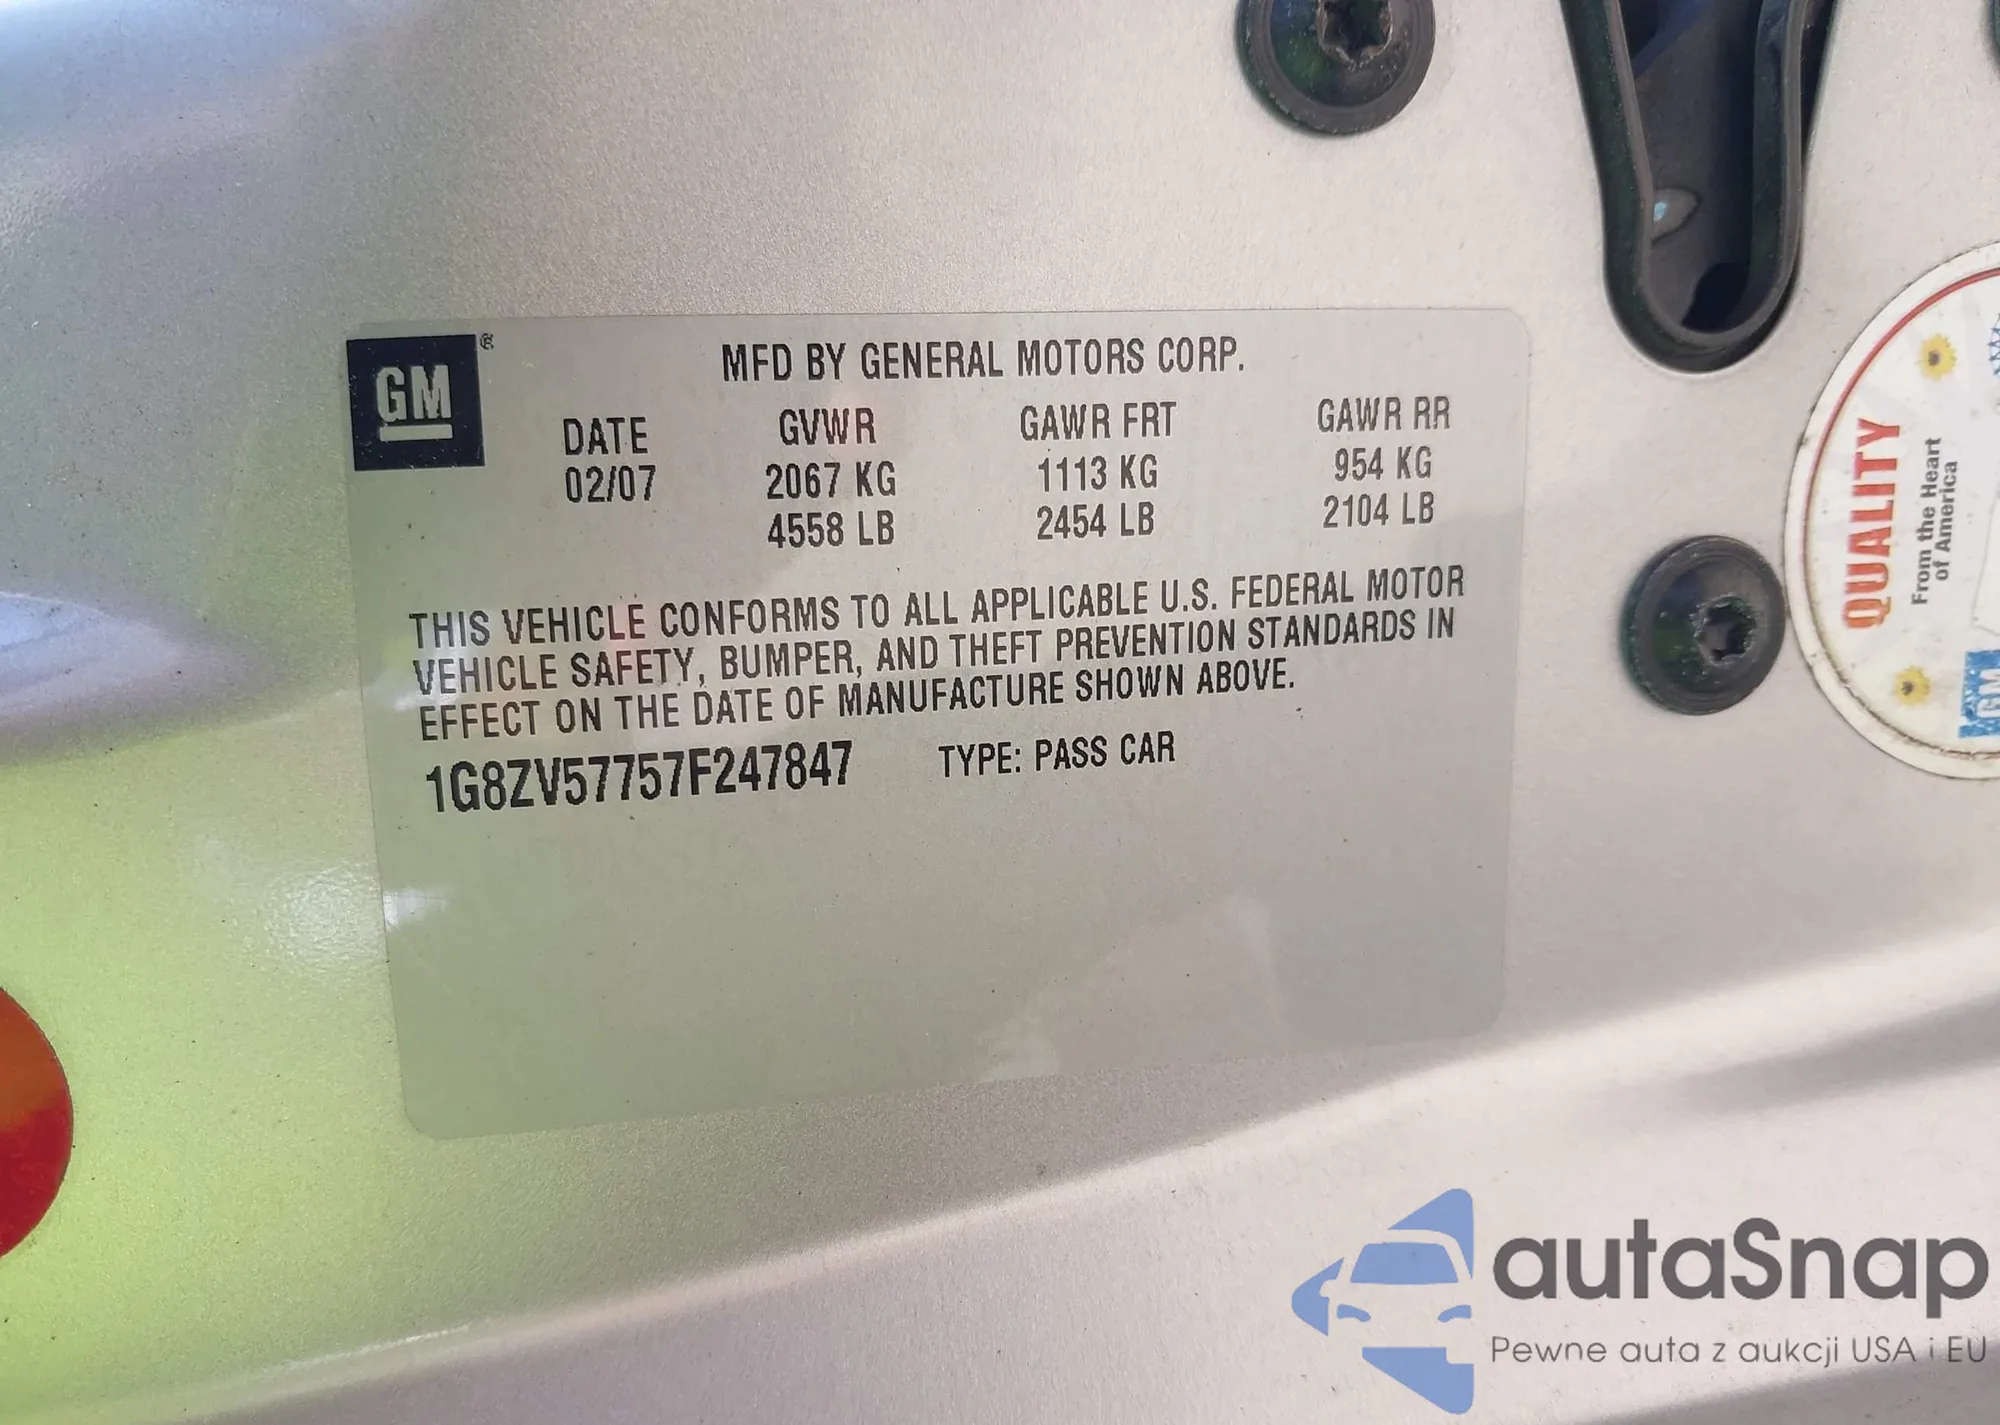 GM ®
MFD BY GENERAL MOTORS CORP.
DATE GVWR GAWR FRT GAWR RR
02/07 2067 KG 1113 KG 954 KG
4558 LB 2454 LB 2104 LB
THIS VEHICLE CONFORMS TO ALL APPLICABLE U.S. FEDERAL MOTOR
VEHICLE SAFETY, BUMPER, AND THEFT PREVENTION STANDARDS IN
EFFECT ON THE DATE OF MANUFACTURE SHOWN ABOVE.
1G8ZV57757F247847 TYPE: PASS CAR
QUALITY
From the Heart
of America
GM
autaSnap
Pewne auta z aukcji USA i EU